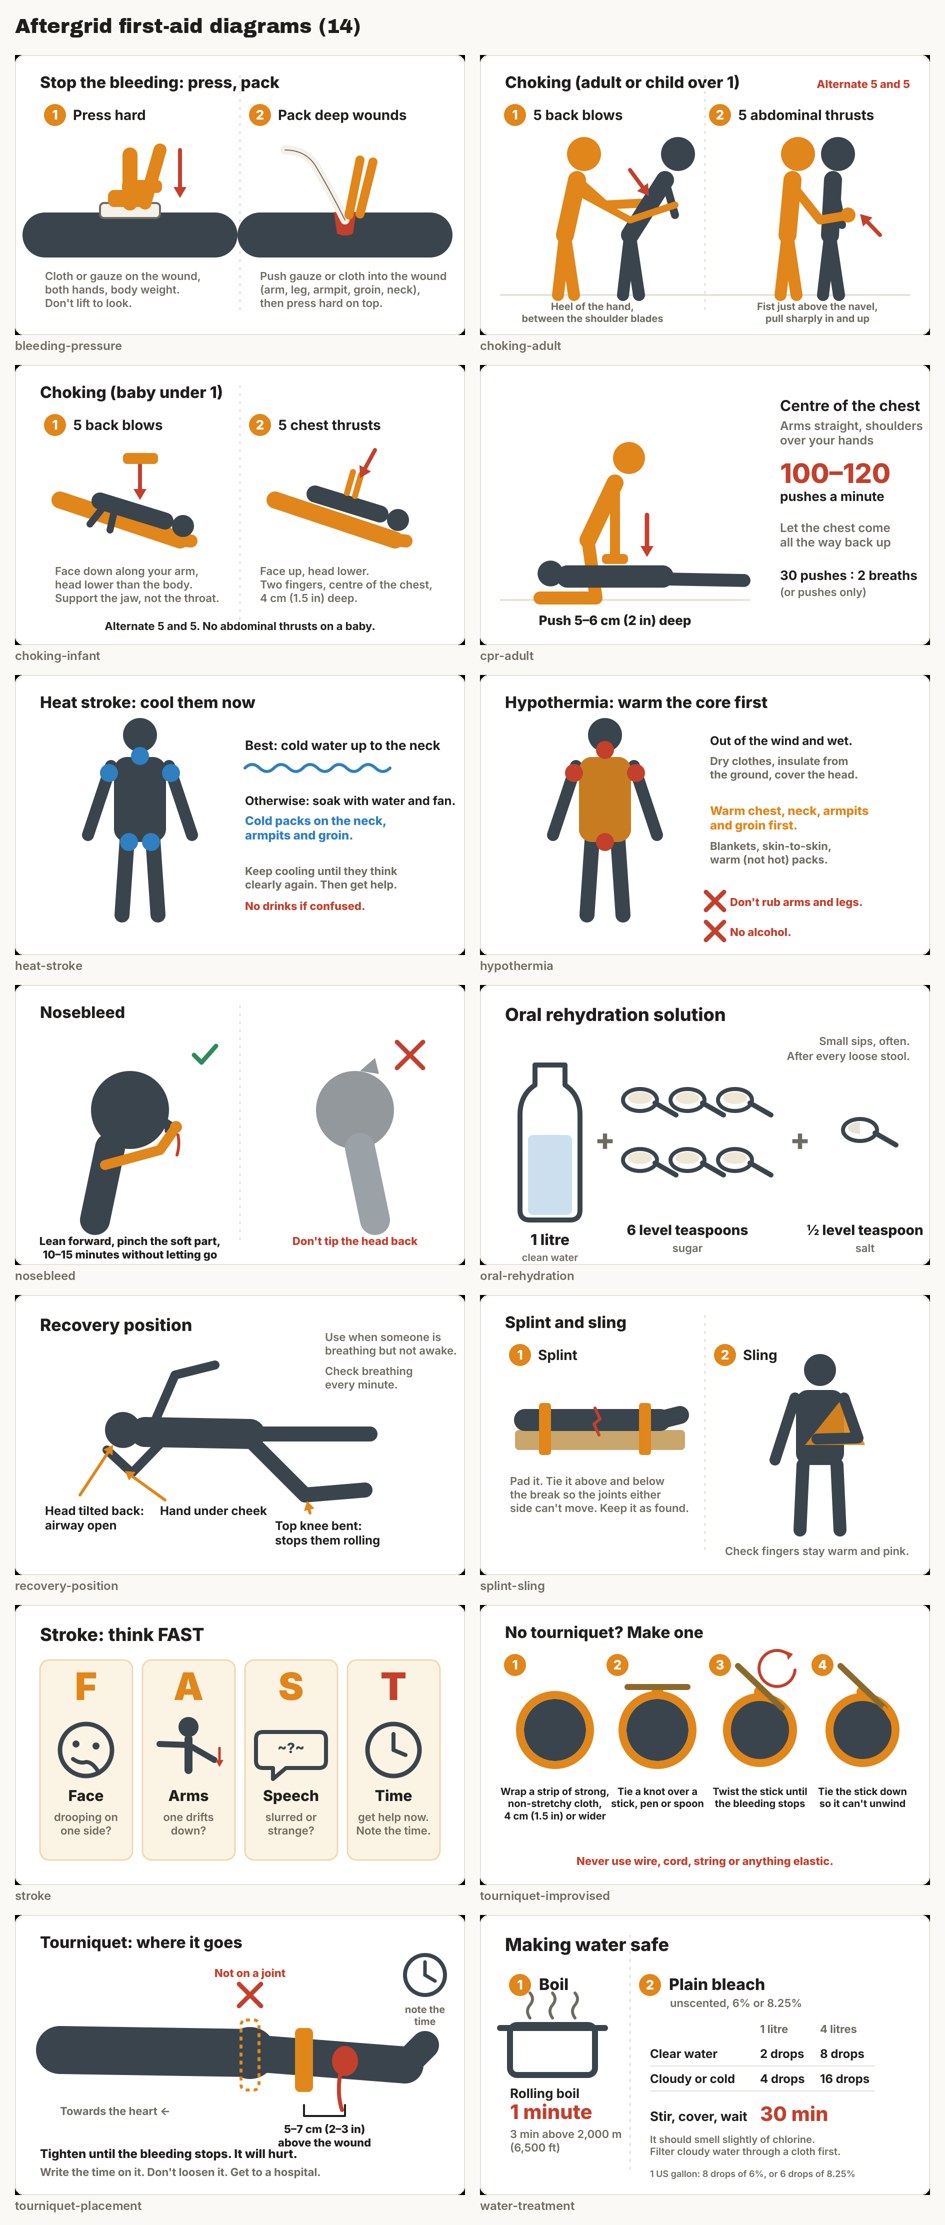 Aftergrid first-aid diagrams (14)
Stop the bleeding: press, pack
1 Press hard
2 Pack deep wounds
Cloth or gauze on the wound,
both hands, body weight.
Don't lift to look.
Push gauze or cloth into the wound
(arm, leg, armpit, groin, neck),
then press hard on top.
bleeding-pressure
Choking (adult or child over 1)
Alternate 5 and 5
1 5 back blows
2 5 abdominal thrusts
Heel of the hand,
between the shoulder blades
Fist just above the navel,
pull sharply in and up
choking-adult
Choking (baby under 1)
1 5 back blows
2 5 chest thrusts
Face down along your arm,
head lower than the body.
Support the jaw, not the throat.
Face up, head lower.
Two fingers, centre of the chest,
4 cm (1.5 in) deep.
Alternate 5 and 5. No abdominal thrusts on a baby.
choking-infant
Centre of the chest
Arms straight, shoulders
over your hands
100–120
pushes a minute
Let the chest come
all the way back up
30 pushes : 2 breaths
(or pushes only)
Push 5–6 cm (2 in) deep
cpr-adult
Heat stroke: cool them now
Best: cold water up to the neck
Otherwise: soak with water and fan.
Cold packs on the neck,
armpits and groin.
Keep cooling until they think
clearly again. Then get help.
No drinks if confused.
heat-stroke
Hypothermia: warm the core first
Out of the wind and wet.
Dry clothes, insulate from
the ground, cover the head.
Warm chest, neck, armpits
and groin first.
Blankets, skin-to-skin,
warm (not hot) packs.
Don't rub arms and legs.
No alcohol.
hypothermia
Nosebleed
Lean forward, pinch the soft part,
10–15 minutes without letting go
Don't tip the head back
nosebleed
Oral rehydration solution
Small sips, often.
After every loose stool.
+
+
1 litre
clean water
6 level teaspoons
sugar
½ level teaspoon
salt
oral-rehydration
Recovery position
Use when someone is
breathing but not awake.
Check breathing
every minute.
Head tilted back:
airway open
Hand under cheek
Top knee bent:
stops them rolling
recovery-position
Splint and sling
1 Splint
2 Sling
Pad it. Tie it above and below
the break so the joints either
side can't move. Keep it as found.
Check fingers stay warm and pink.
splint-sling
Stroke: think FAST
F
A
S
T
~?~
Face
Arms
Speech
Time
drooping on
one side?
one drifts
down?
slurred or
strange?
get help now.
Note the time.
stroke
No tourniquet? Make one
1
2
3
4
Wrap a strip of strong,
non-stretchy cloth,
4 cm (1.5 in) or wider
Tie a knot over a
stick, pen or spoon
Twist the stick until
the bleeding stops
Tie the stick down
so it can't unwind
Never use wire, cord, string or anything elastic.
tourniquet-improvised
Tourniquet: where it goes
Not on a joint
note the
time
Towards the heart ←
5–7 cm (2–3 in)
above the wound
Tighten until the bleeding stops. It will hurt.
Write the time on it. Don't loosen it. Get to a hospital.
tourniquet-placement
Making water safe
1 Boil
Rolling boil
1 minute
3 min above 2,000 m
(6,500 ft)
2 Plain bleach
unscented, 6% or 8.25%
1 litre 4 litres
Clear water 2 drops 8 drops
Cloudy or cold 4 drops 16 drops
Stir, cover, wait 30 min
It should smell slightly of chlorine.
Filter cloudy water through a cloth first.
1 US gallon: 8 drops of 6%, or 6 drops of 8.25%
water-treatment